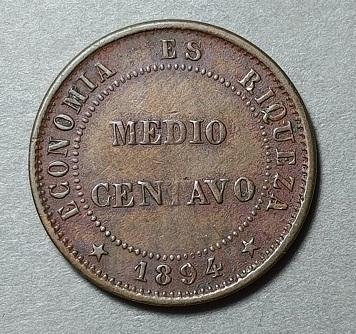 ECONOMIA ES RIQUEZA
MEDIO
CENTAVO
1894